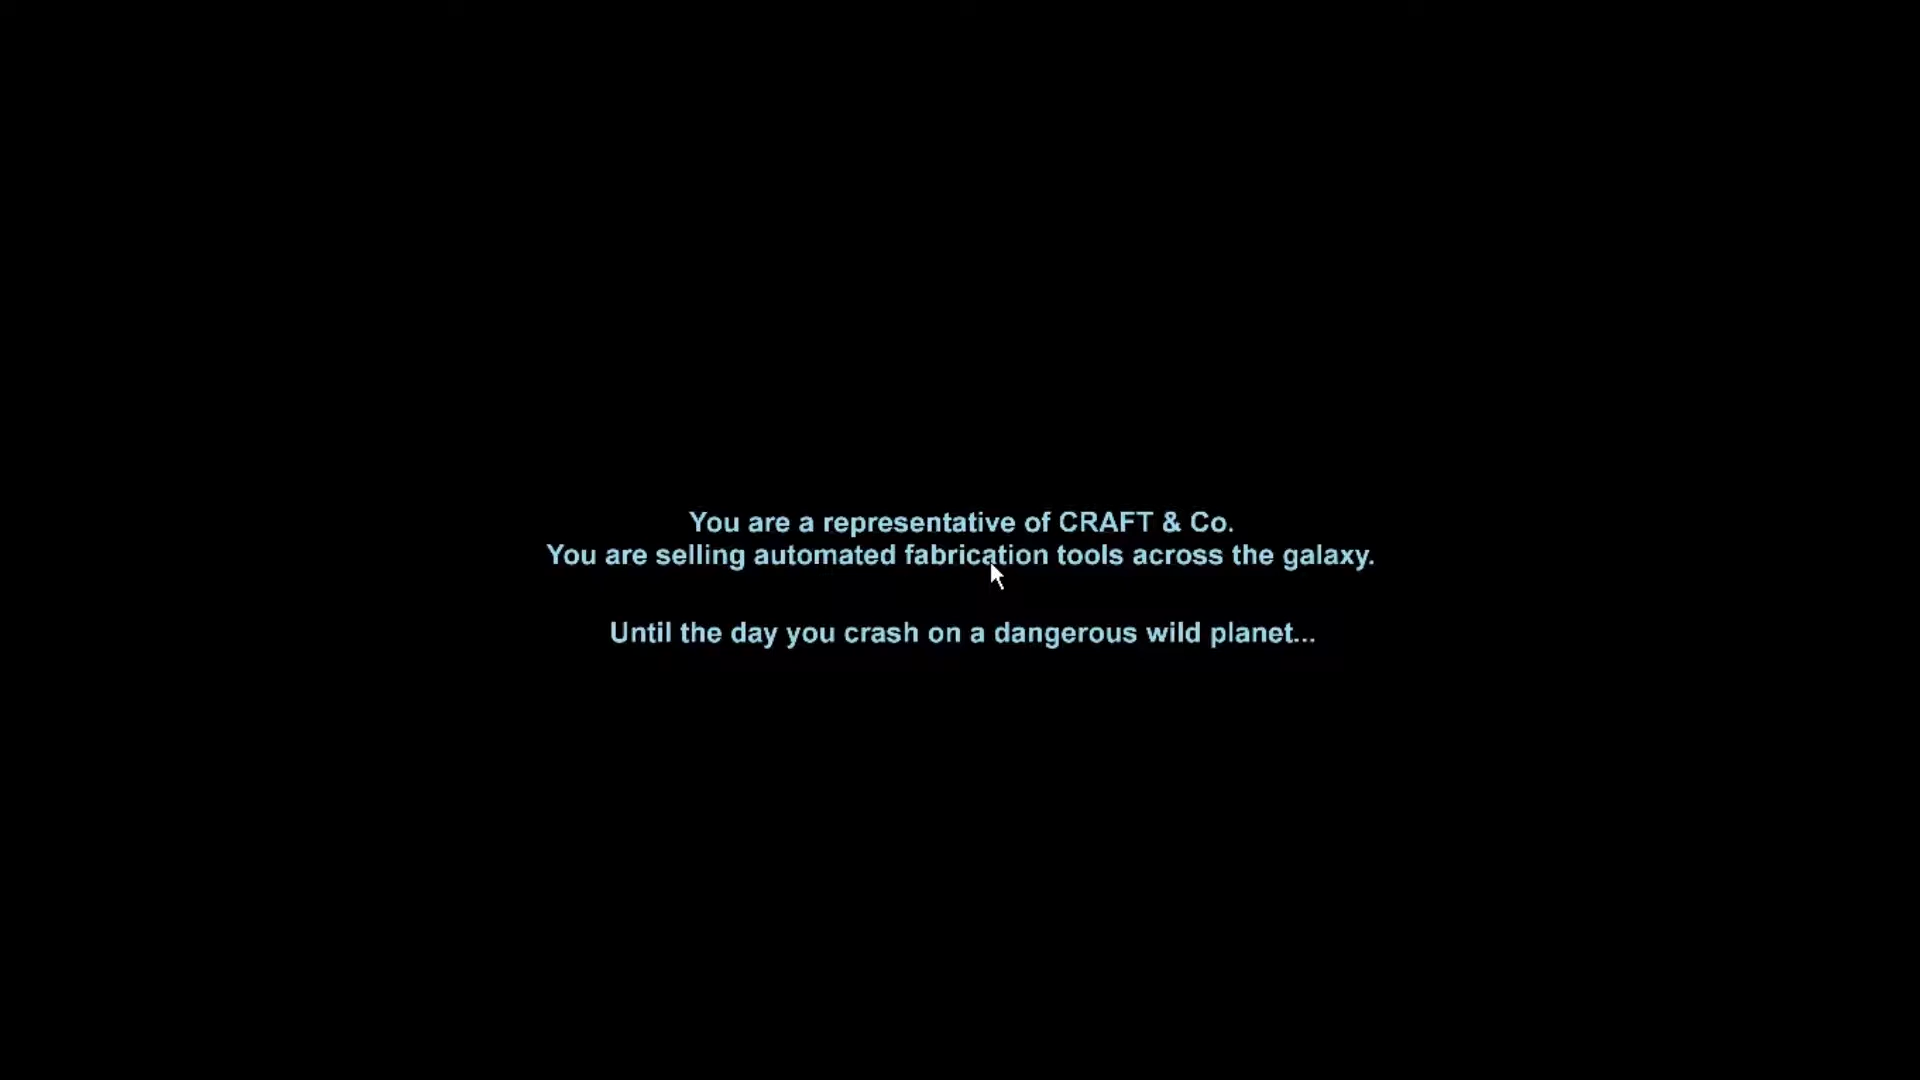 You are a representative of CRAFT & Co.
You are selling automated fabrication tools across the galaxy.
Until the day you crash on a dangerous wild planet...